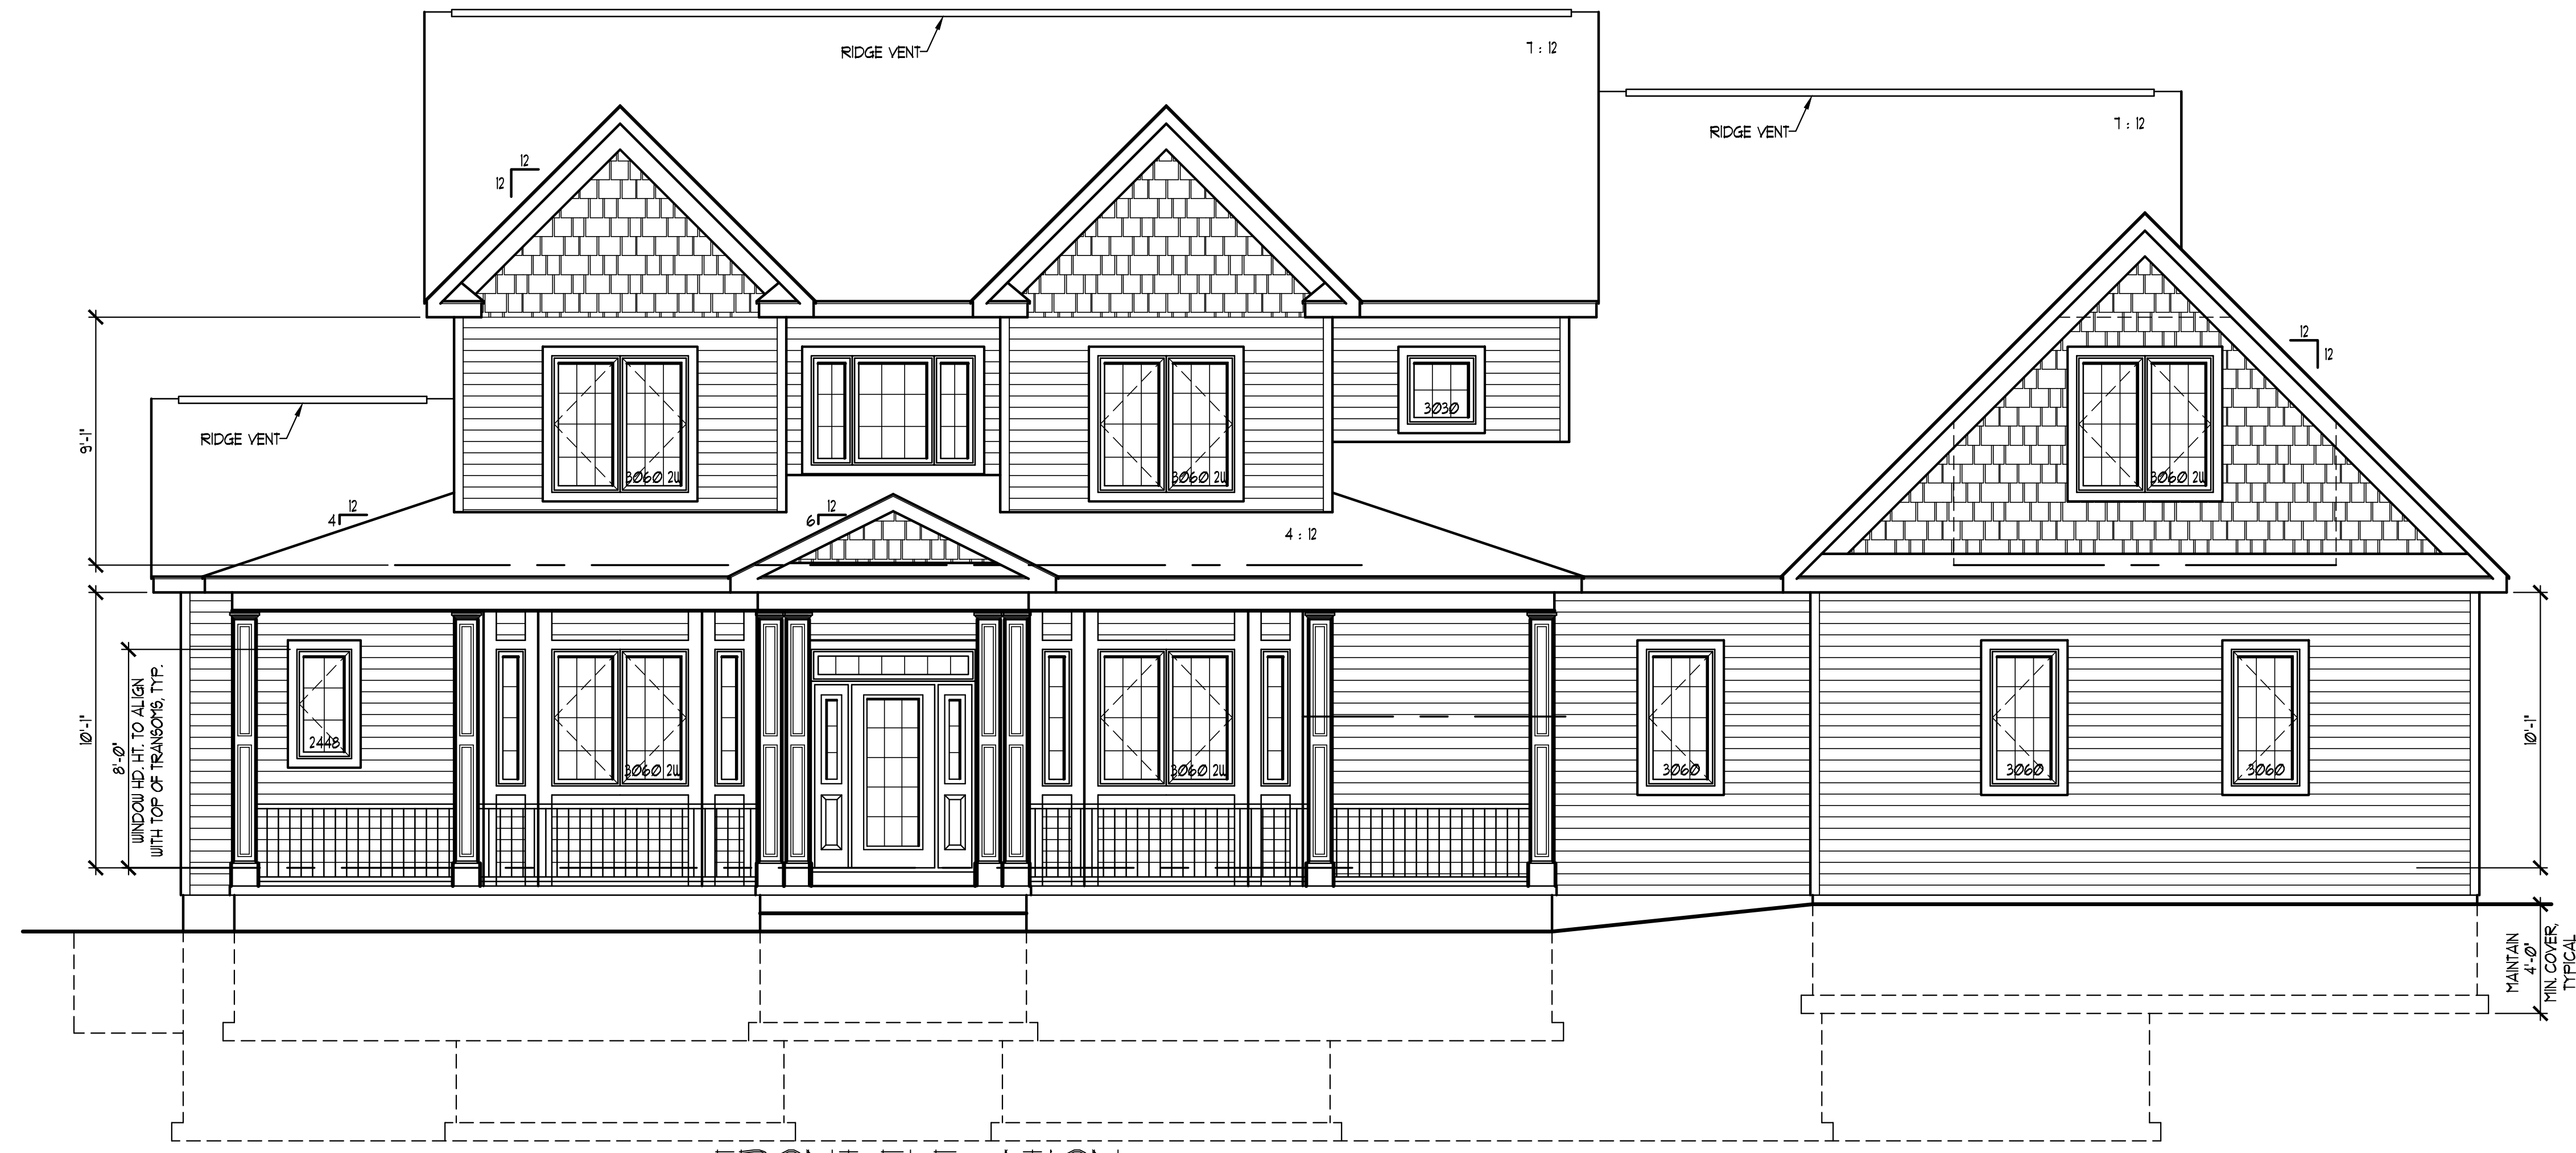 RIDGE VENT
7 : 12
RIDGE VENT
7 : 12
12
12
12
12
9'-1"
3030
RIDGE VENT
3060 2W
3060 2W
3060 2W
12
4
12
6
4 : 12
10'-1"
8'-0"
WINDOW HD. HT. TO ALIGN
WITH TOP OF TRANSOMS, TYP.
2448
3060 2W
3060 2W
3060
3060
3060
10'-1"
MAINTAIN
4'-0"
MIN. COVER,
TYPICAL